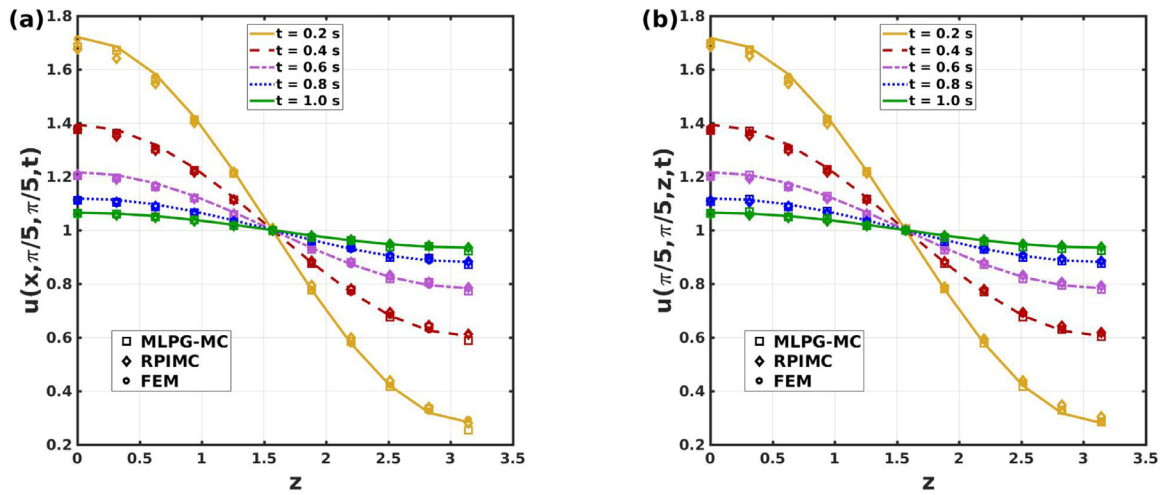 (a)
1.8
1.6
1.4
1.2
1
0.8
0.6
0.4
0.2
u(x,π/5,π/5,t)
t = 0.2 s
t = 0.4 s
t = 0.6 s
t = 0.8 s
t = 1.0 s
MLPG-MC
RPIMC
FEM
0 0.5 1 1.5 2 2.5 3 3.5
z
(b)
1.8
1.6
1.4
1.2
1
0.8
0.6
0.4
0.2
u(π/5,π/5,z,t)
t = 0.2 s
t = 0.4 s
t = 0.6 s
t = 0.8 s
t = 1.0 s
MLPG-MC
RPIMC
FEM
0 0.5 1 1.5 2 2.5 3 3.5
z